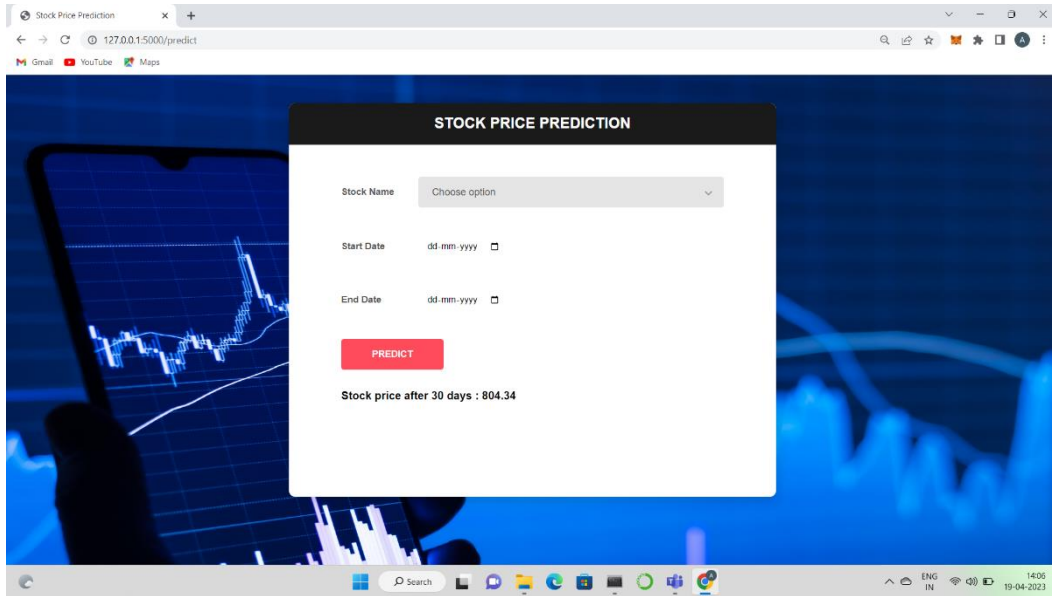 Stock Price Prediction
127.0.0.1:5000/predict
A
Gmail YouTube Maps
STOCK PRICE PREDICTION
Stock Name Choose option
Start Date dd-mm-yyyy
End Date dd-mm-yyyy
PREDICT
Stock price after 30 days : 804.34
Search
ENG 14:06
IN 19-04-2023